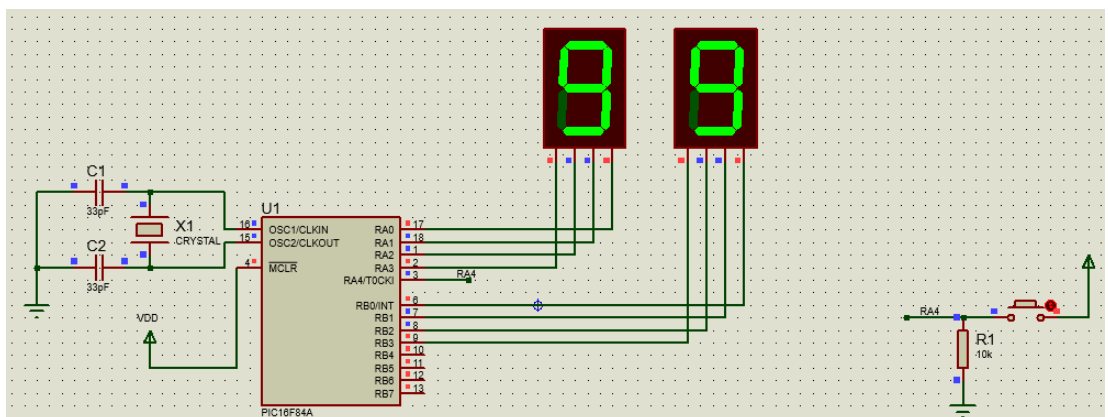 9 9
C1
33pF
X1
CRYSTAL
C2
33pF
VDD
U1
16 OSC1/CLKIN
15 OSC2/CLKOUT
4 MCLR
RA0 17
RA1 18
RA2 1
RA3 2
RA4/T0CKI 3
RB0/INT 6
RB1 7
RB2 8
RB3 9
RB4 10
RB5 11
RB6 12
RB7 13
PIC16F84A
RA4
RA4
R1
10k